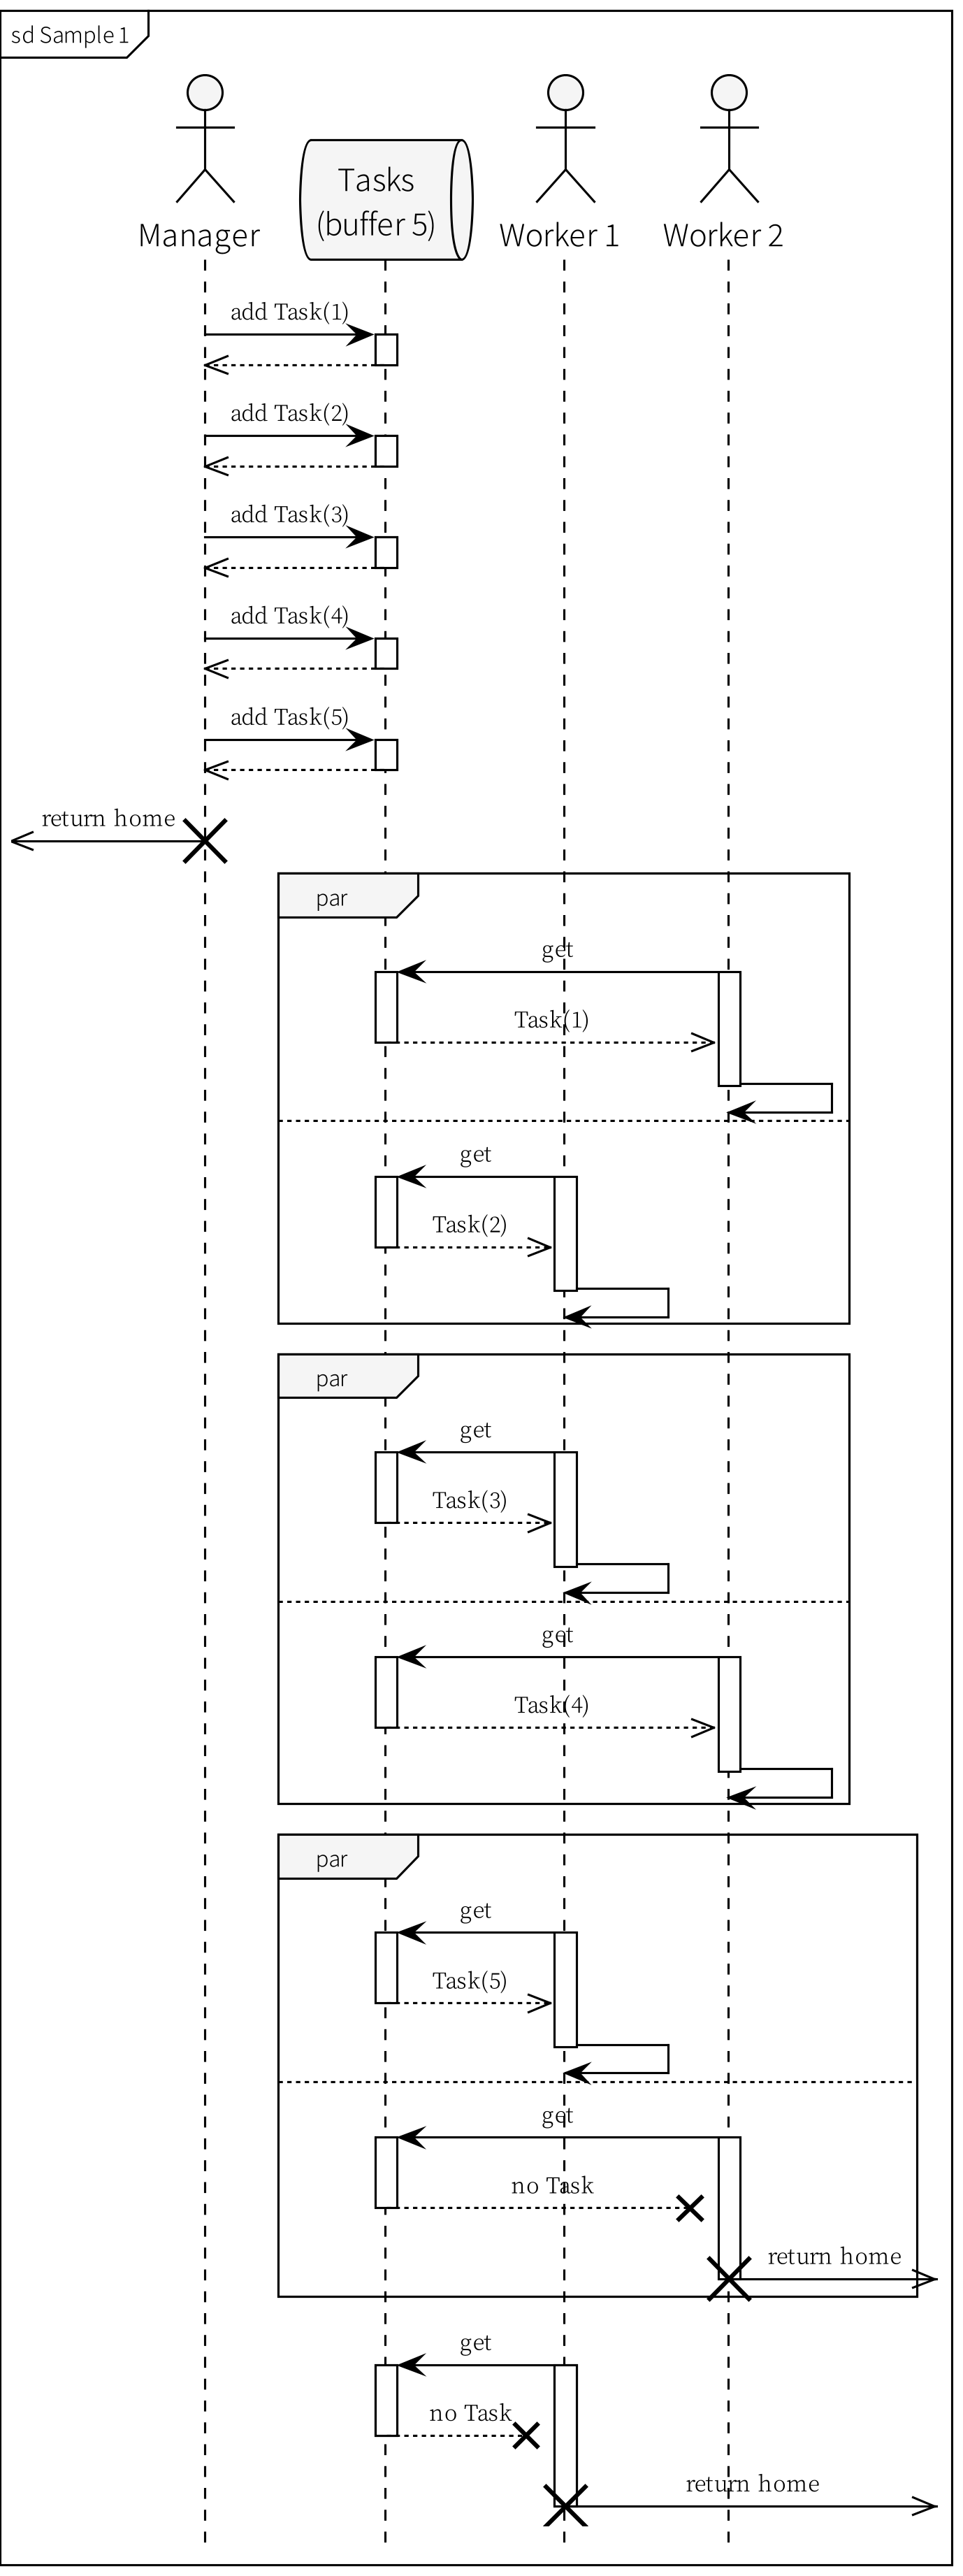 sd Sample 1
Tasks
(buffer 5)
Manager
Worker 1
Worker 2
add Task(1)
add Task(2)
add Task(3)
add Task(4)
add Task(5)
return home
par
get
Task(1)
get
Task(2)
par
get
Task(3)
get
Task(4)
par
get
Task(5)
get
no Task
return home
get
no Task
return home